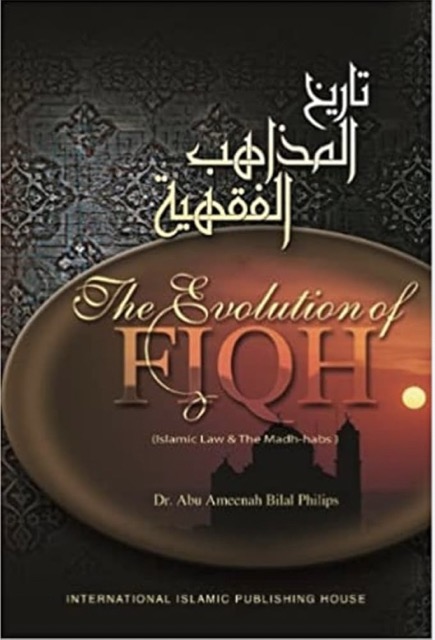 تاريخ
المذاهب
الفقهية
The Evolution of
FIQH
(Islamic Law & The Madh-habs)
Dr. Abu Ameenah Bilal Philips
INTERNATIONAL ISLAMIC PUBLISHING HOUSE